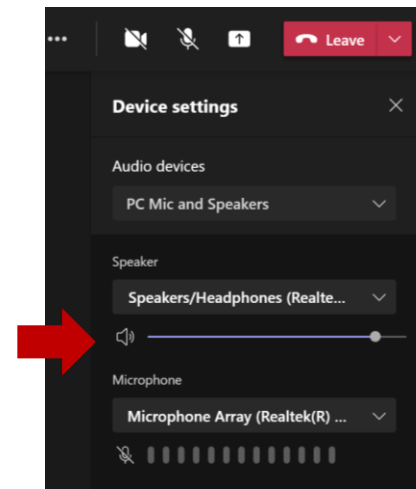 Leave
Device settings
Audio devices
PC Mic and Speakers
Speaker
Speakers/Headphones (Realte...
Microphone
Microphone Array (Realtek(R) ...